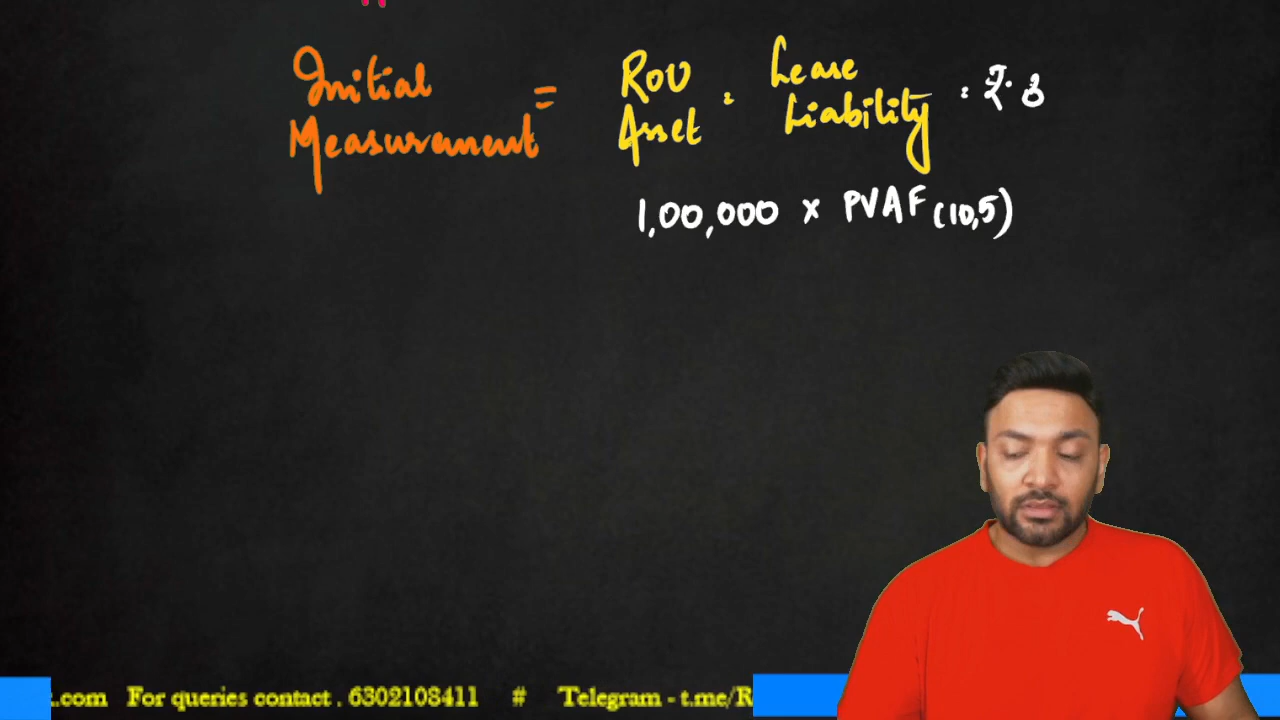 Initial
Measurement = ROU
Asset = Lease
Liability = ₹. 3
1,00,000 x PVAF (10,5)
.com For queries contact . 6302108411 # Telegram - t.me/R